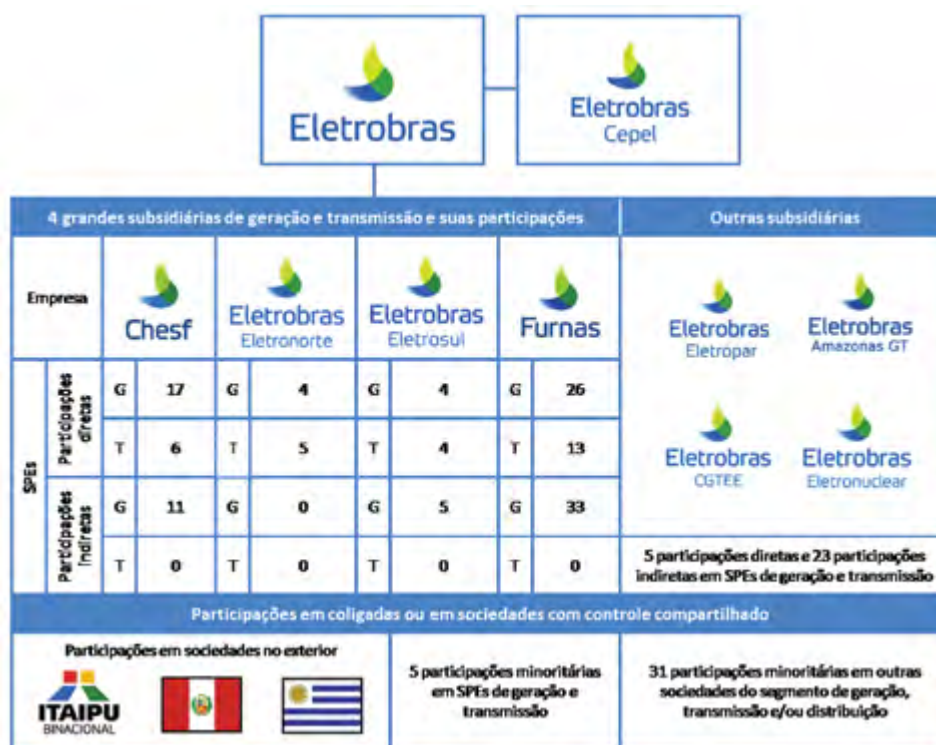 Eletrobras
Eletrobras
Cepel
4 grandes subsidiárias de geração e transmissão e suas participações
Outras subsidiárias
Empresa
Chesf
Eletrobras
Eletronorte
Eletrobras
Eletrosul
Furnas
Eletrobras
Eletropar
Eletrobras
Amazonas GT
Eletrobras
CGTEE
Eletrobras
Eletronuclear
SPEs
Participações
diretas
G 17 G 4 G 4 G 26
T 6 T 5 T 4 T 13
Participações
indiretas
G 11 G 0 G 5 G 33
T 0 T 0 T 0 T 0
5 participações diretas e 23 participações
indiretas em SPEs de geração e transmissão
Participações em coligadas ou em sociedades com controle compartilhado
Participações em sociedades no exterior
ITAIPU
BINACIONAL
5 participações minoritárias
em SPEs de geração e
transmissão
31 participações minoritárias em outras
sociedades do segmento de geração,
transmissão e/ou distribuição